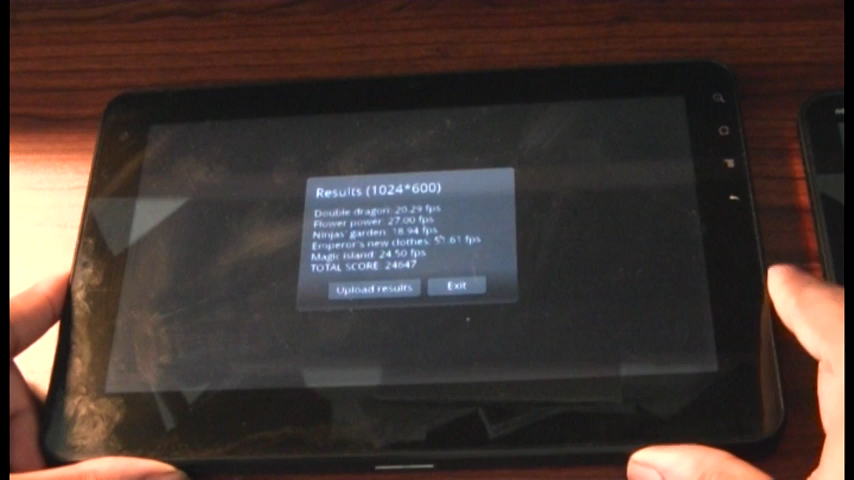 Results (1024*600)
Double dragon: 20.29 fps
Flower power: 27.00 fps
Ninjas' garden: 18.94 fps
Emperor's new clothes: 51.61 fps
Magic island: 24.50 fps
TOTAL SCORE: 24647
Upload results
Exit